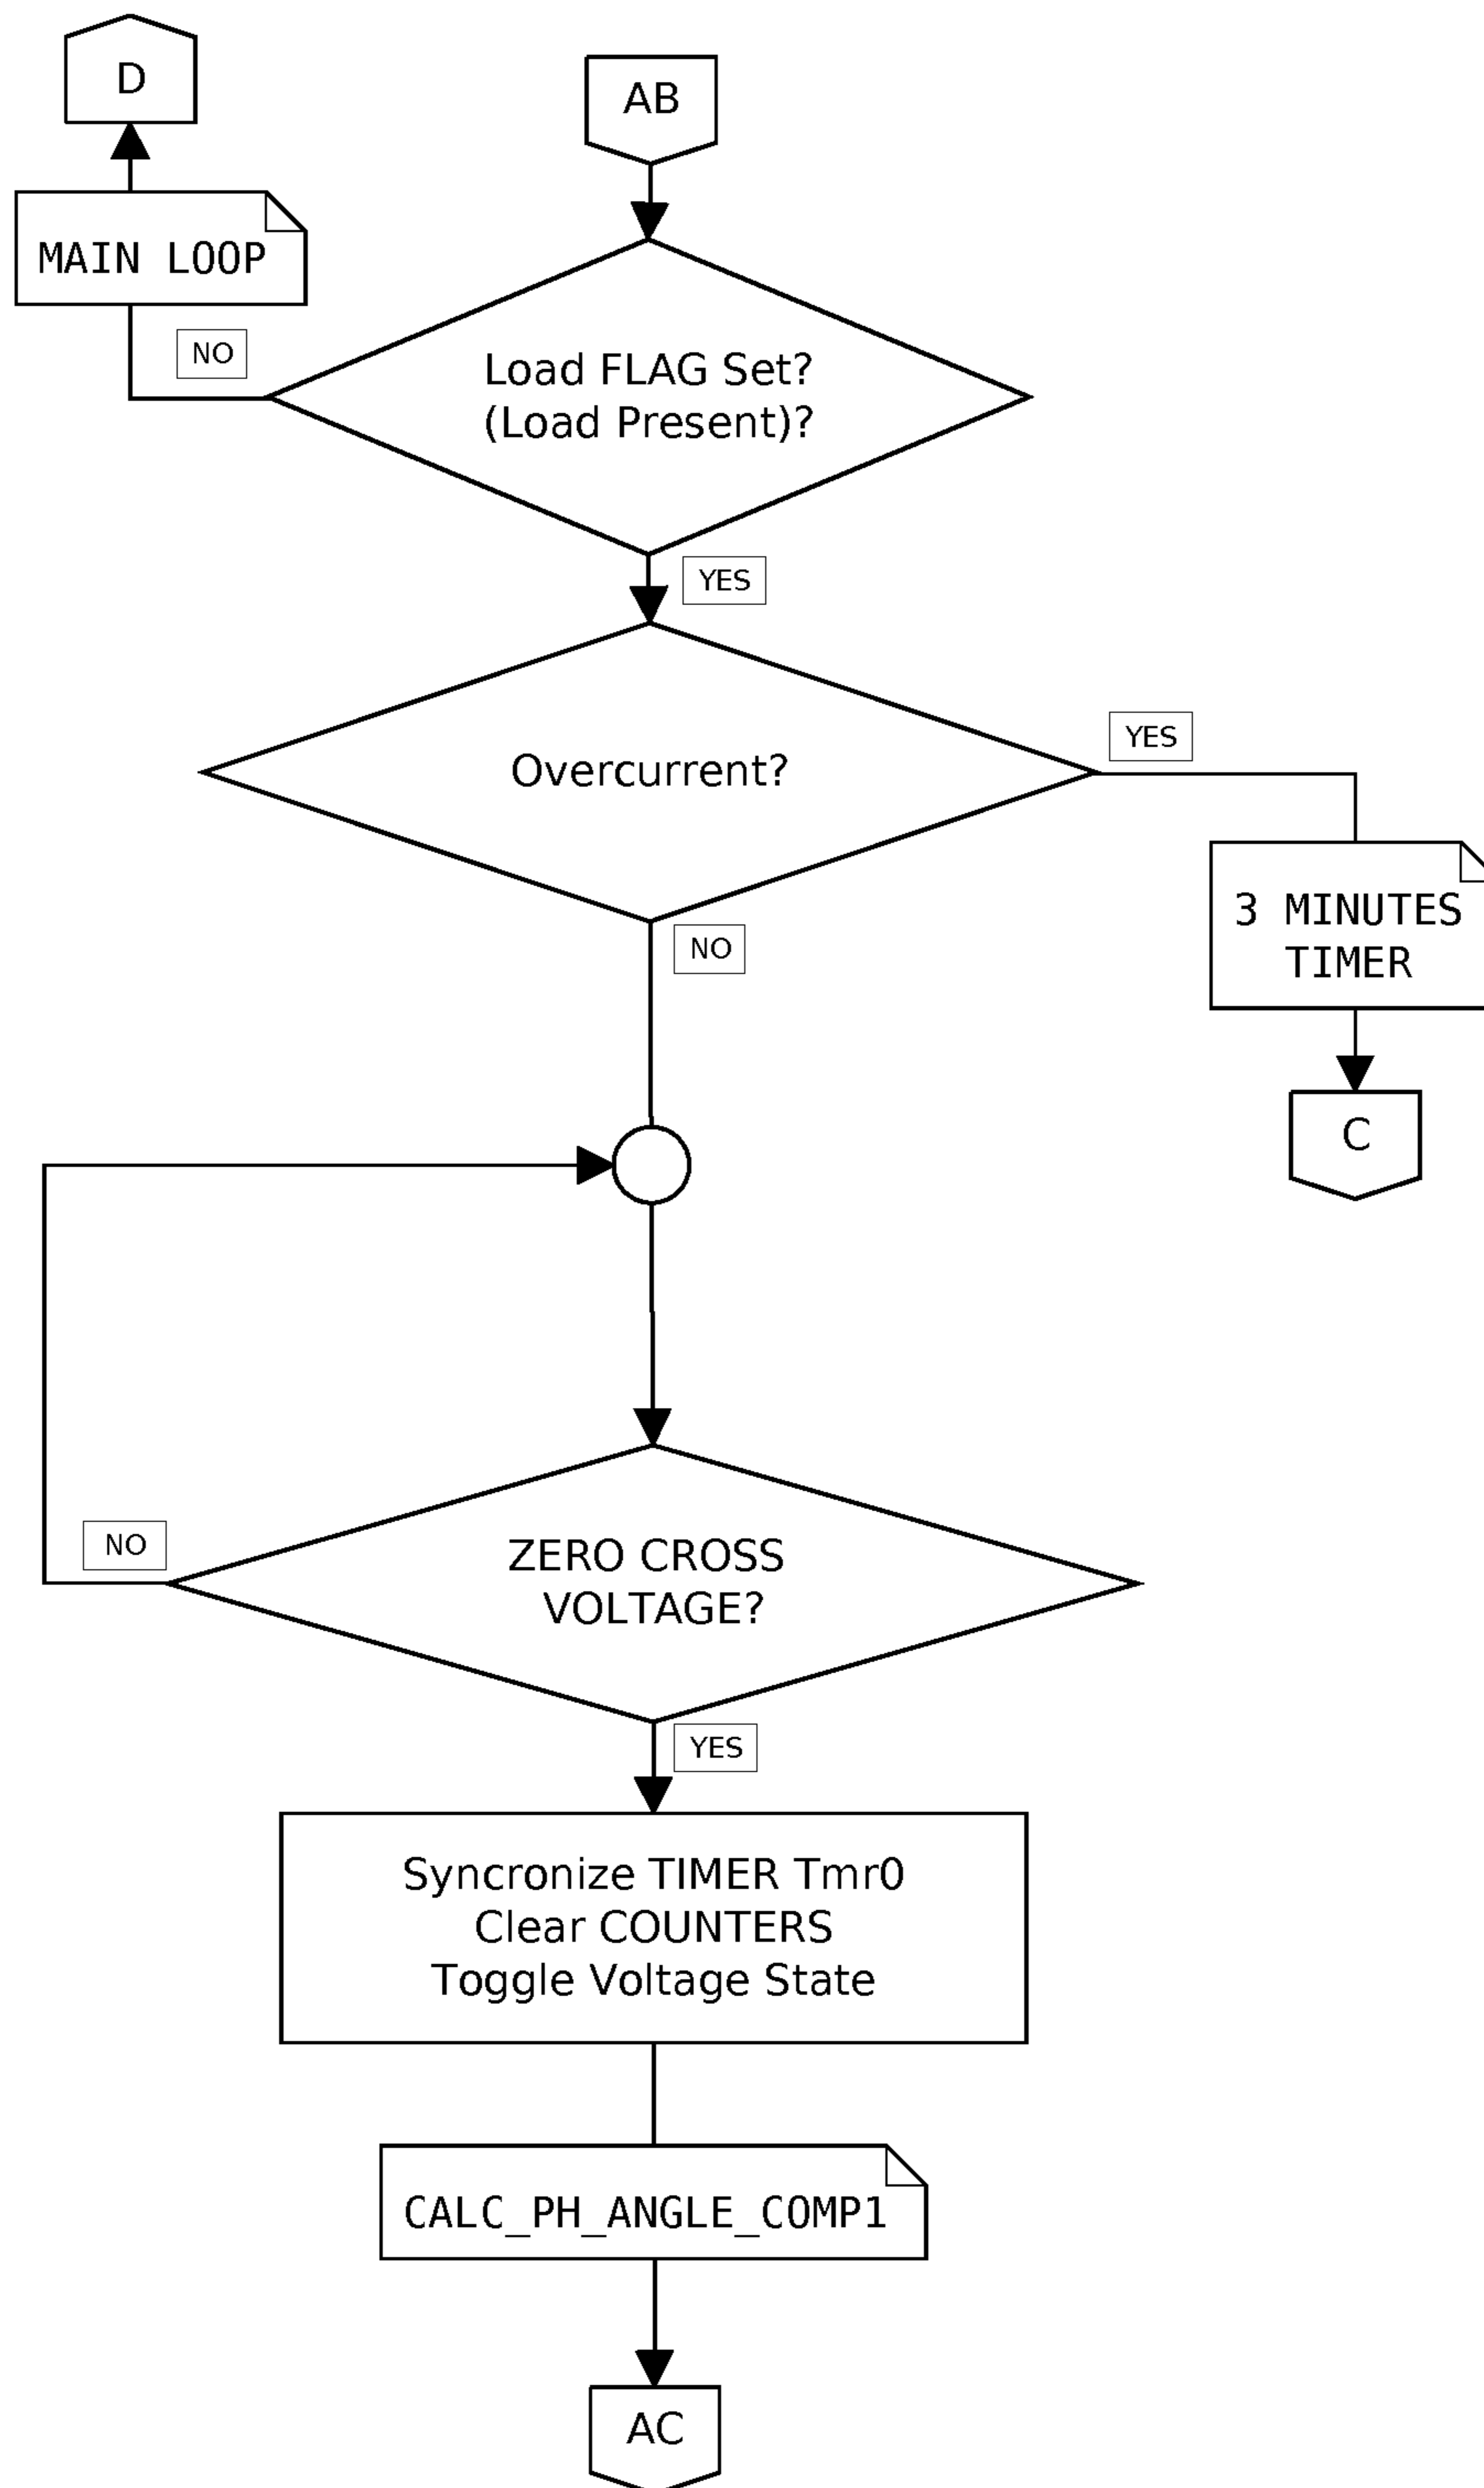 D
AB
MAIN LOOP
NO
Load FLAG Set?
(Load Present)?
YES
Overcurrent?
YES
3 MINUTES
TIMER
NO
C
NO
ZERO CROSS
VOLTAGE?
YES
Syncronize TIMER Tmr0
Clear COUNTERS
Toggle Voltage State
CALC_PH_ANGLE_COMP1
AC